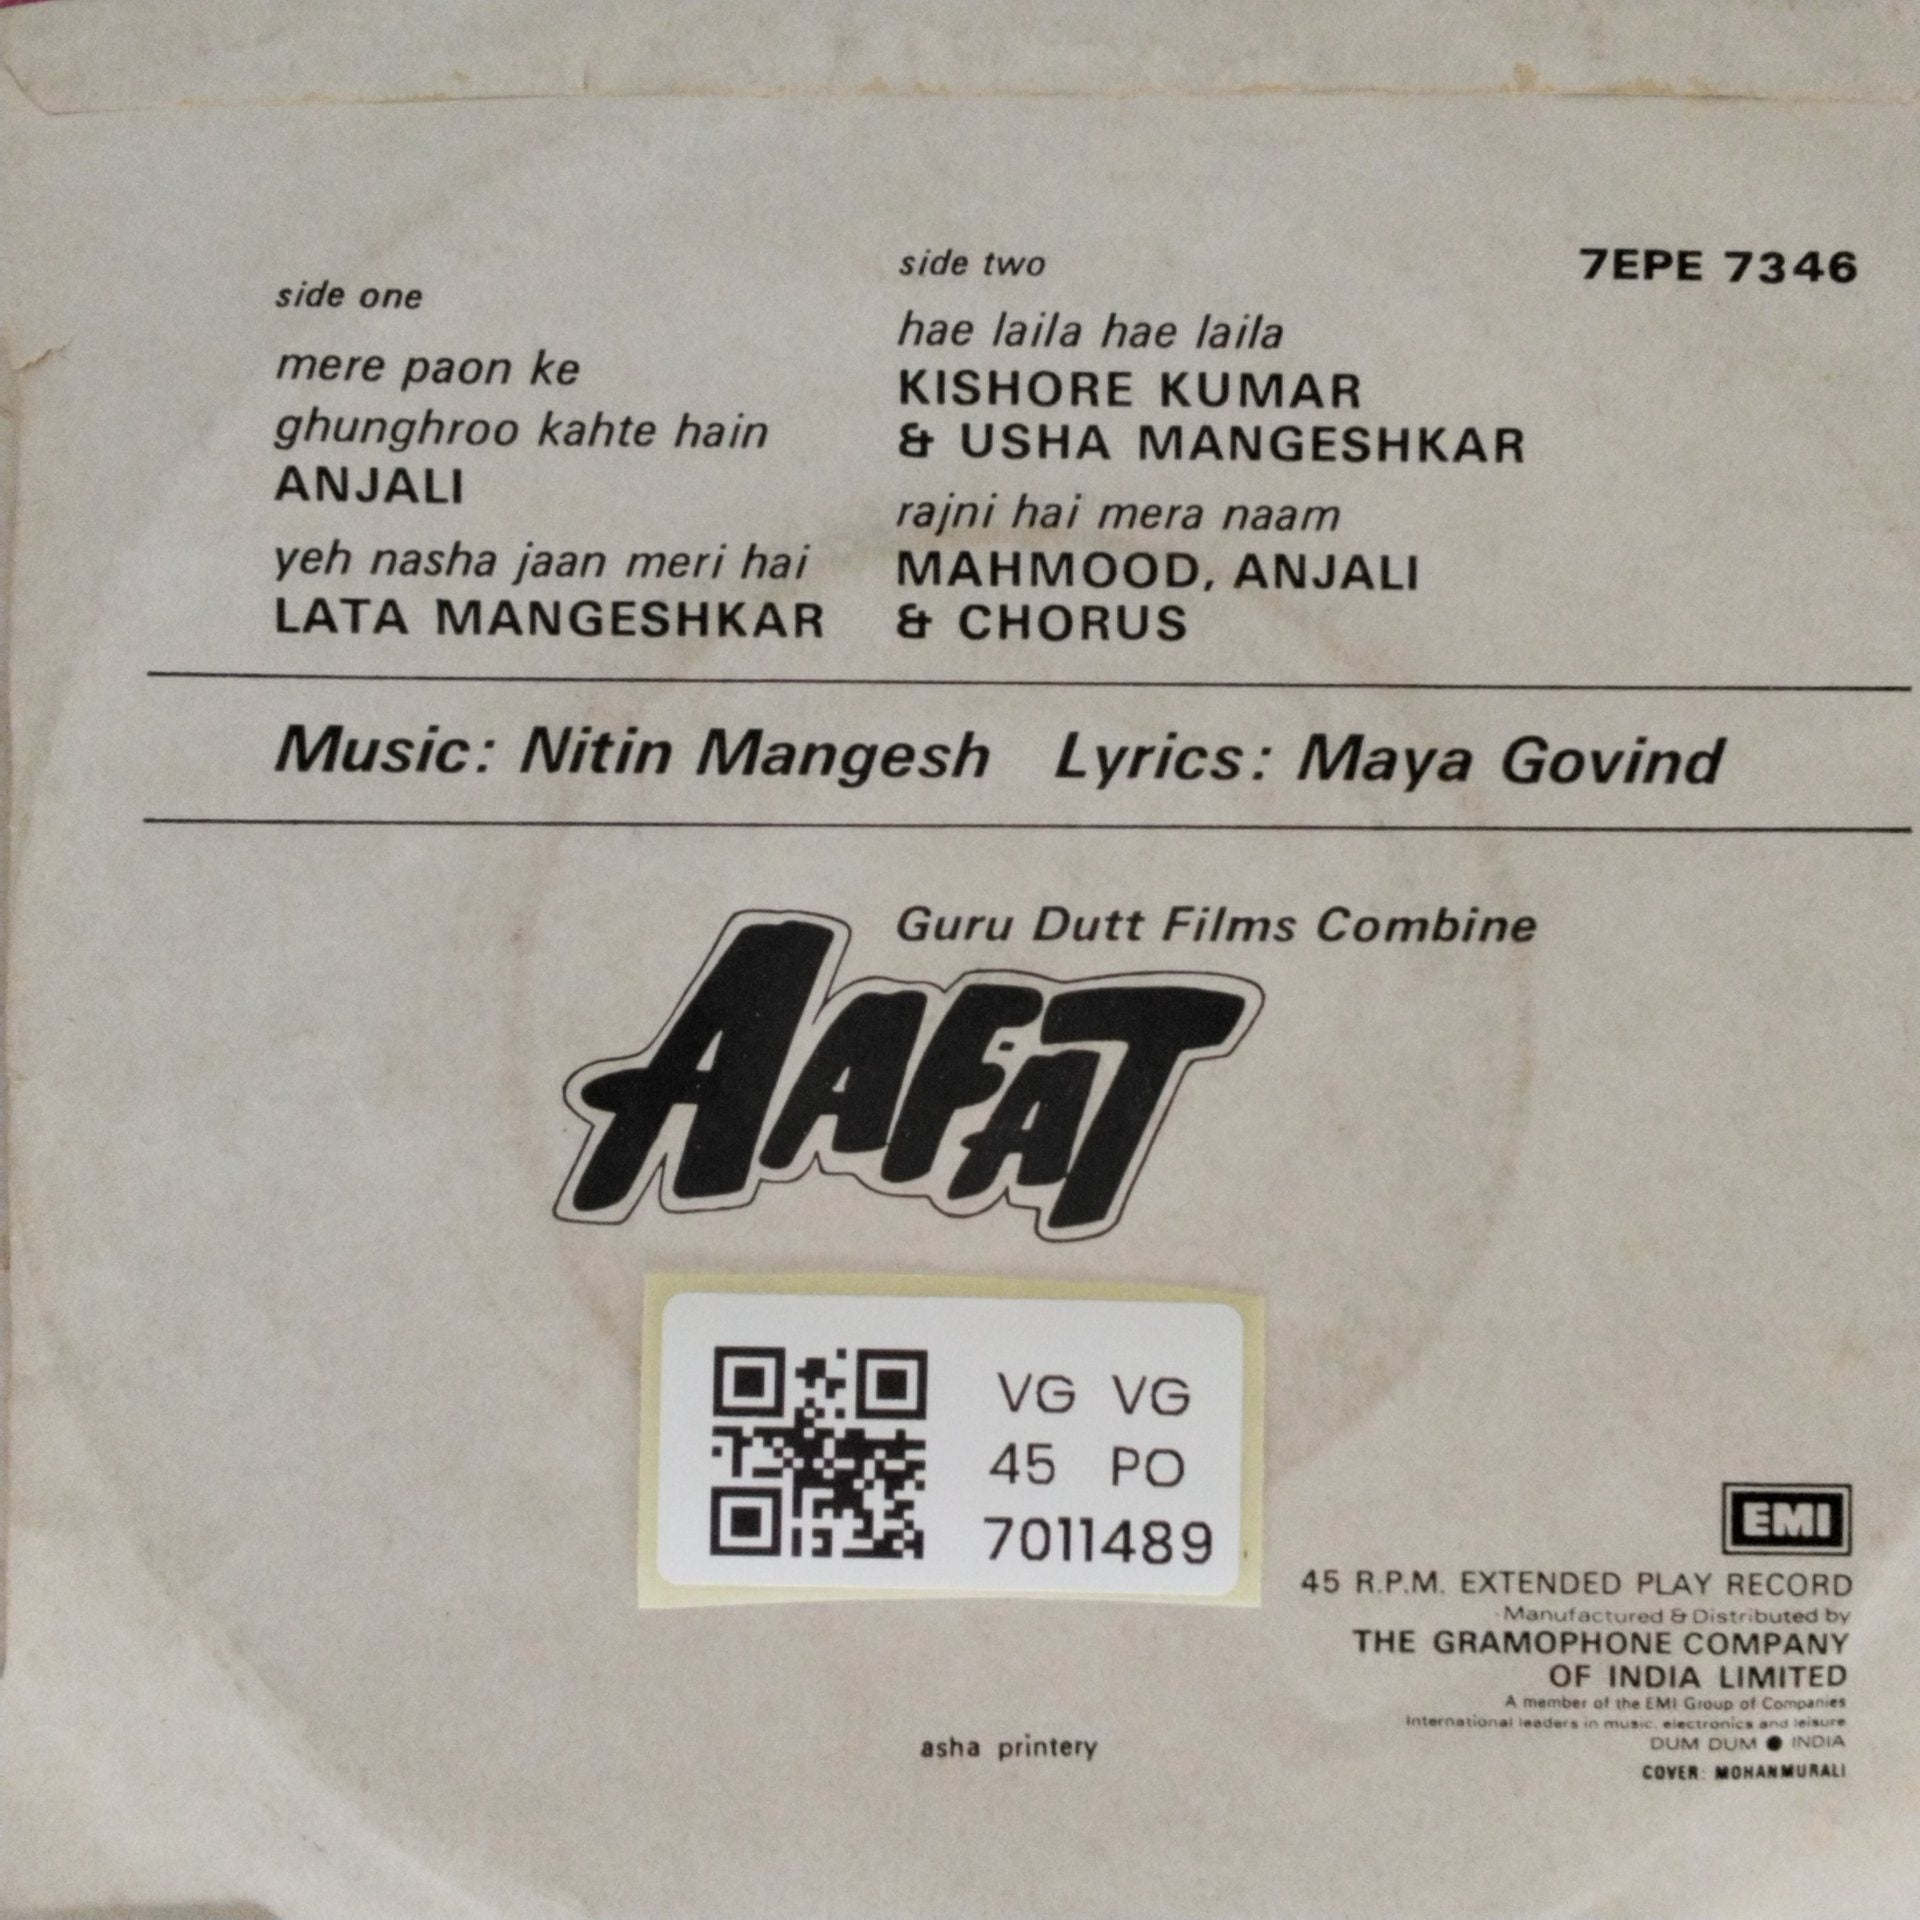 side one
mere paon ke
ghunghroo kahte hain
ANJALI
yeh nasha jaan meri hai
LATA MANGESHKAR
side two
hae laila hae laila
KISHORE KUMAR
& USHA MANGESHKAR
rajni hai mera naam
MAHMOOD, ANJALI
& CHORUS
7EPE 7346
Music: Nitin Mangesh Lyrics: Maya Govind
Guru Dutt Films Combine
AAFAT
VG VG
45 PO
7011489
EMI
45 R.P.M. EXTENDED PLAY RECORD
Manufactured & Distributed by
THE GRAMOPHONE COMPANY
OF INDIA LIMITED
A member of the EMI Group of Companies
International leaders in music, electronics and leisure
DUM DUM ● INDIA
COVER: MOHANMURALI
asha printery